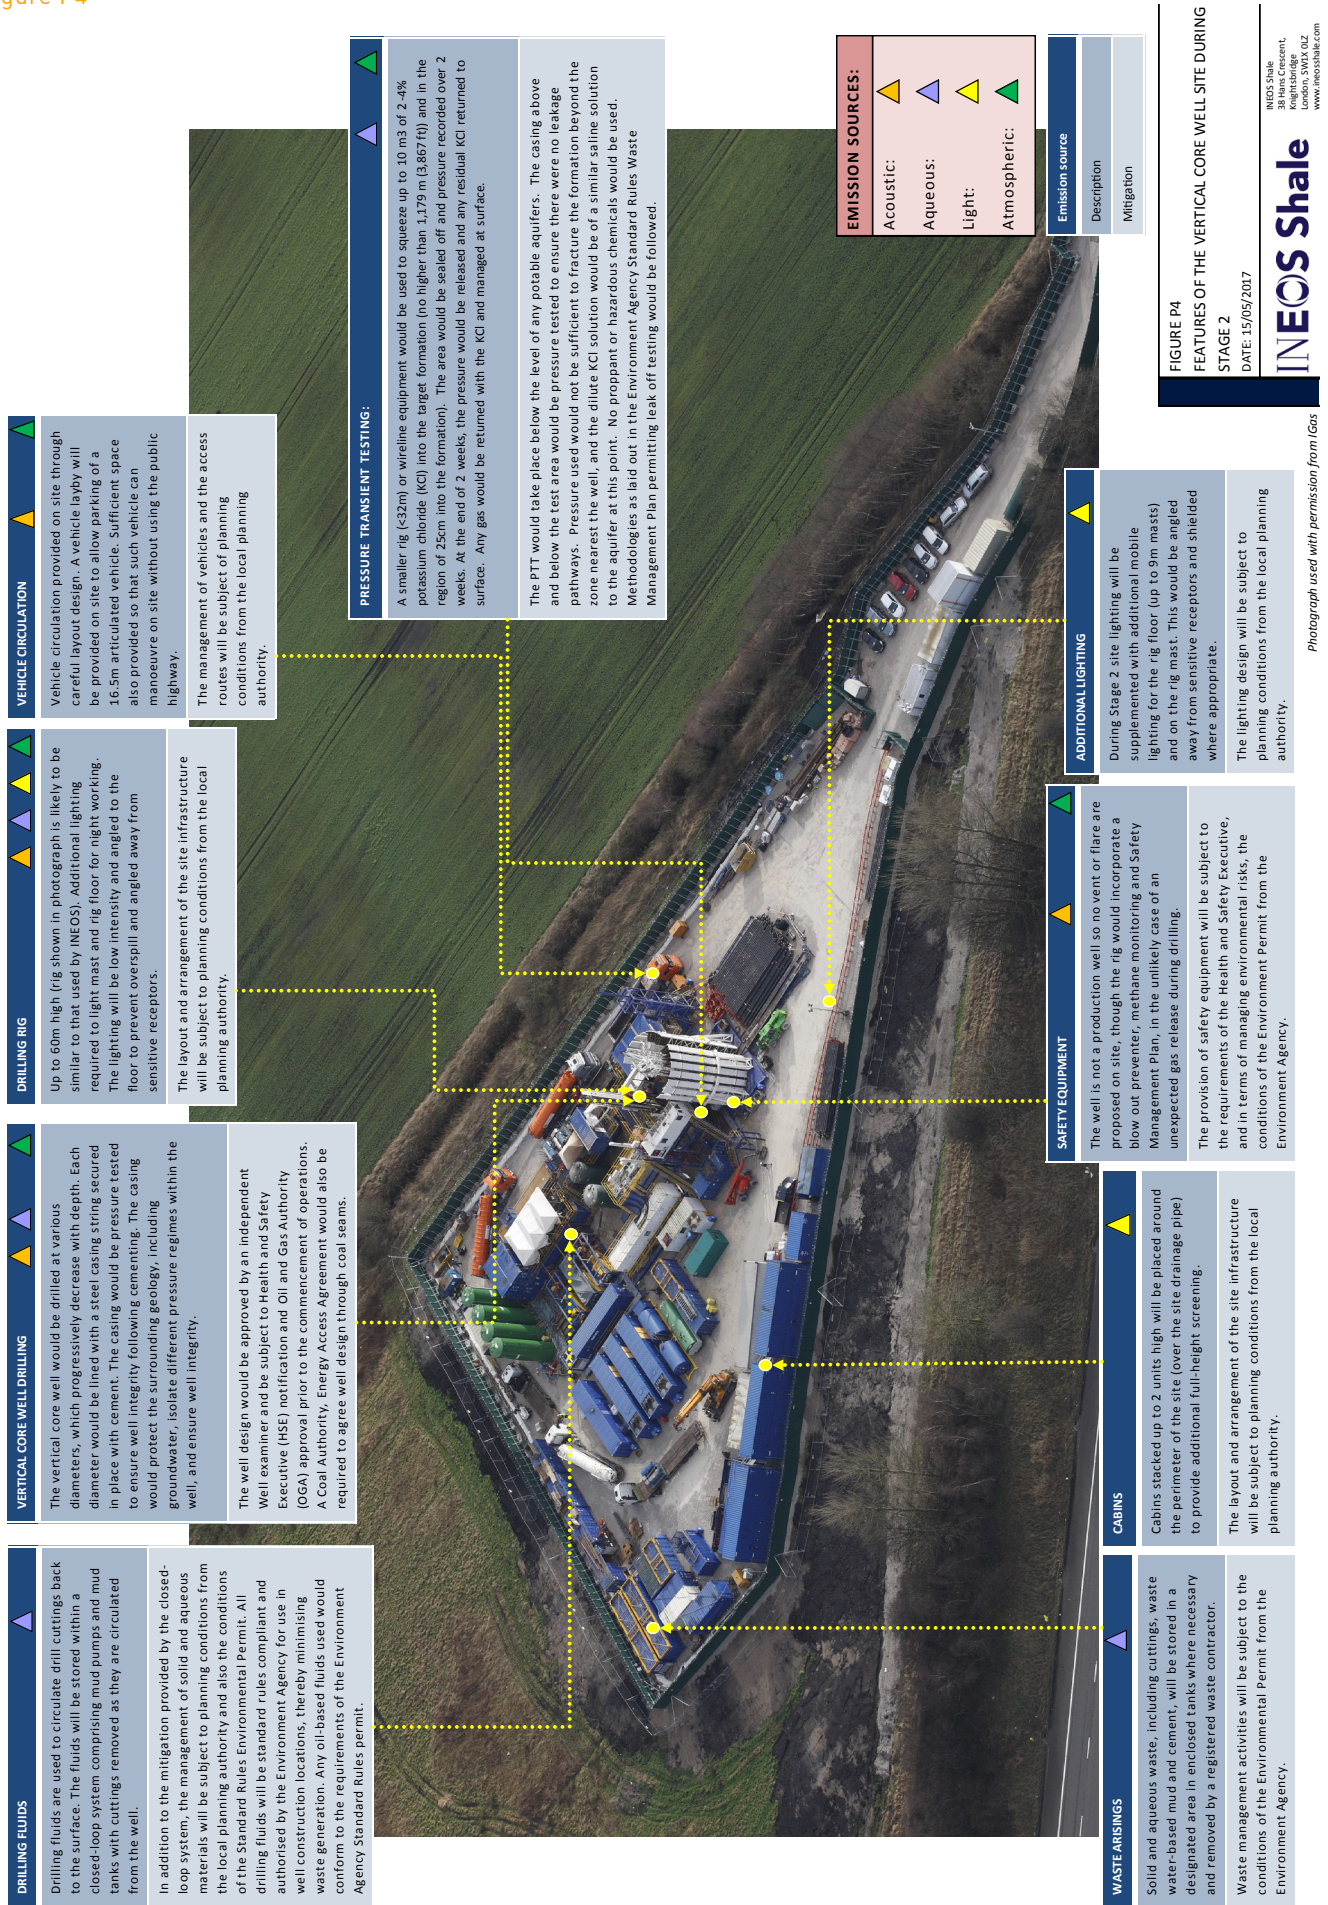 Figure P4
DRILLING FLUIDS
Drilling fluids are used to circulate drill cuttings back
to the surface. The fluids will be stored within a
closed-loop system comprising mud pumps and mud
tanks with cuttings removed as they are circulated
from the well.
In addition to the mitigation provided by the closed-
loop system, the management of solid and aqueous
materials will be subject to planning conditions from
the local planning authority and also the conditions
of the Standard Rules Environmental Permit. All
drilling fluids will be standard rules compliant and
authorised by the Environment Agency for use in
well construction locations, thereby minimising
waste generation. Any oil-based fluids used would
conform to the requirements of the Environment
Agency Standard Rules permit.
VERTICAL CORE WELL DRILLING
The vertical core well would be drilled at various
diameters, which progressively decrease with depth. Each
diameter would be lined with a steel casing string secured
in place with cement. The casing would be pressure tested
to ensure well integrity following cementing. The casing
would protect the surrounding geology, including
groundwater, isolate different pressure regimes within the
well, and ensure well integrity.
The well design would be approved by an independent
Well examiner and be subject to Health and Safety
Executive (HSE) notification and Oil and Gas Authority
(OGA) approval prior to the commencement of operations.
A Coal Authority, Energy Access Agreement would also be
required to agree well design through coal seams.
DRILLING RIG
Up to 60m high (rig shown in photograph is likely to be
similar to that used by INEOS). Additional lighting
required to light mast and rig floor for night working.
The lighting will be low intensity and angled to the
floor to prevent overspill and angled away from
sensitive receptors.
The layout and arrangement of the site infrastructure
will be subject to planning conditions from the local
planning authority.
VEHICLE CIRCULATION
Vehicle circulation provided on site through
careful layout design. A vehicle layby will
be provided on site to allow parking of a
16.5m articulated vehicle. Sufficient space
also provided so that such vehicle can
manoeuvre on site without using the public
highway.
The management of vehicles and the access
routes will be subject of planning
conditions from the local planning
authority.
PRESSURE TRANSIENT TESTING:
A smaller rig (<32m) or wireline equipment would be used to squeeze up to 10 m3 of 2 -4%
potassium chloride (KCl) into the target formation (no higher than 1,179 m (3,867 ft)) and in the
region of 25cm into the formation). The area would be sealed off and pressure recorded over 2
weeks. At the end of 2 weeks, the pressure would be released and any residual KCl returned to
surface. Any gas would be returned with the KCl and managed at surface.
The PTT would take place below the level of any potable aquifers. The casing above
and below the test area would be pressure tested to ensure there were no leakage
pathways. Pressure used would not be sufficient to fracture the formation beyond the
zone nearest the well, and the dilute KCl solution would be of a similar saline solution
to the aquifer at this point. No proppant or hazardous chemicals would be used.
Methodologies as laid out in the Environment Agency Standard Rules Waste
Management Plan permitting leak off testing would be followed.
WASTE ARISINGS
Solid and aqueous waste, including cuttings, waste
water-based mud and cement, will be stored in a
designated area in enclosed tanks where necessary
and removed by a registered waste contractor.
Waste management activities will be subject to the
conditions of the Environmental Permit from the
Environment Agency.
CABINS
Cabins stacked up to 2 units high will be placed around
the perimeter of the site (over the site drainage pipe)
to provide additional full-height screening.
The layout and arrangement of the site infrastructure
will be subject to planning conditions from the local
planning authority.
SAFETY EQUIPMENT
The well is not a production well so no vent or flare are
proposed on site, though the rig would incorporate a
blow out preventer, methane monitoring and Safety
Management Plan, in the unlikely case of an
unexpected gas release during drilling.
The provision of safety equipment will be subject to
the requirements of the Health and Safety Executive,
and in terms of managing environmental risks, the
conditions of the Environment Permit from the
Environment Agency.
ADDITIONAL LIGHTING
During Stage 2 site lighting will be
supplemented with additional mobile
lighting for the rig floor (up to 9m masts)
and on the rig mast. This would be angled
away from sensitive receptors and shielded
where appropriate.
The lighting design will be subject to
planning conditions from the local planning
authority.
EMISSION SOURCES:
Acoustic:
Aqueous:
Light:
Atmospheric:
Emission source
Description
Mitigation
Photograph used with permission from IGas
FIGURE P4
FEATURES OF THE VERTICAL CORE WELL SITE DURING
STAGE 2
DATE: 15/05/2017
INEOS Shale
INEOS Shale
38 Hans Crescent,
Knightsbridge
London, SW1X 0LZ
www.ineosshale.com